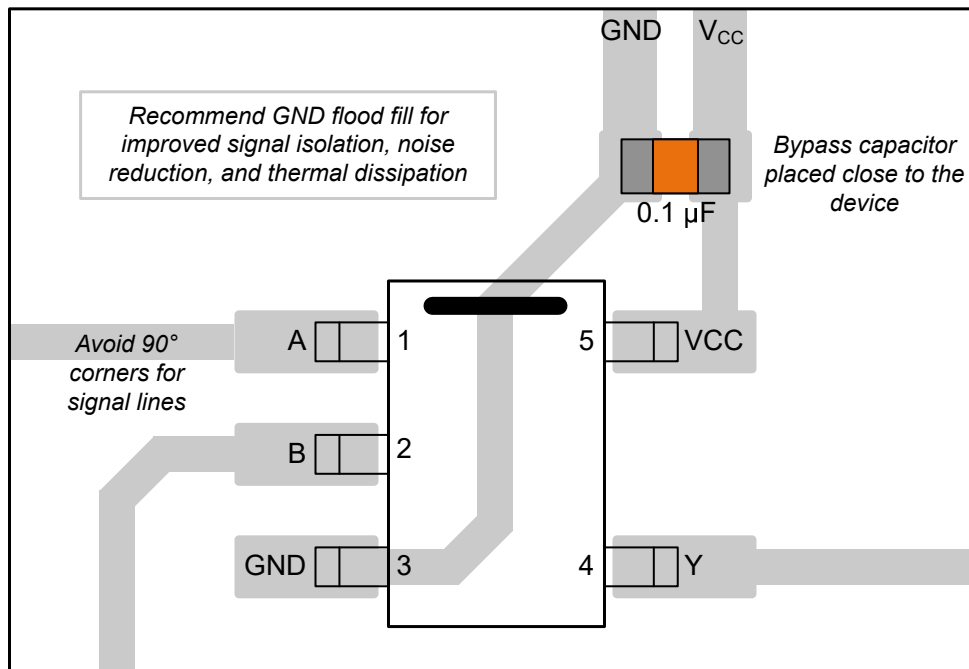 GND
V_CC
Recommend GND flood fill for
improved signal isolation, noise
reduction, and thermal dissipation
Bypass capacitor
placed close to the
device
0.1 µF
A
1
5
VCC
Avoid 90°
corners for
signal lines
B
2
GND
3
4
Y